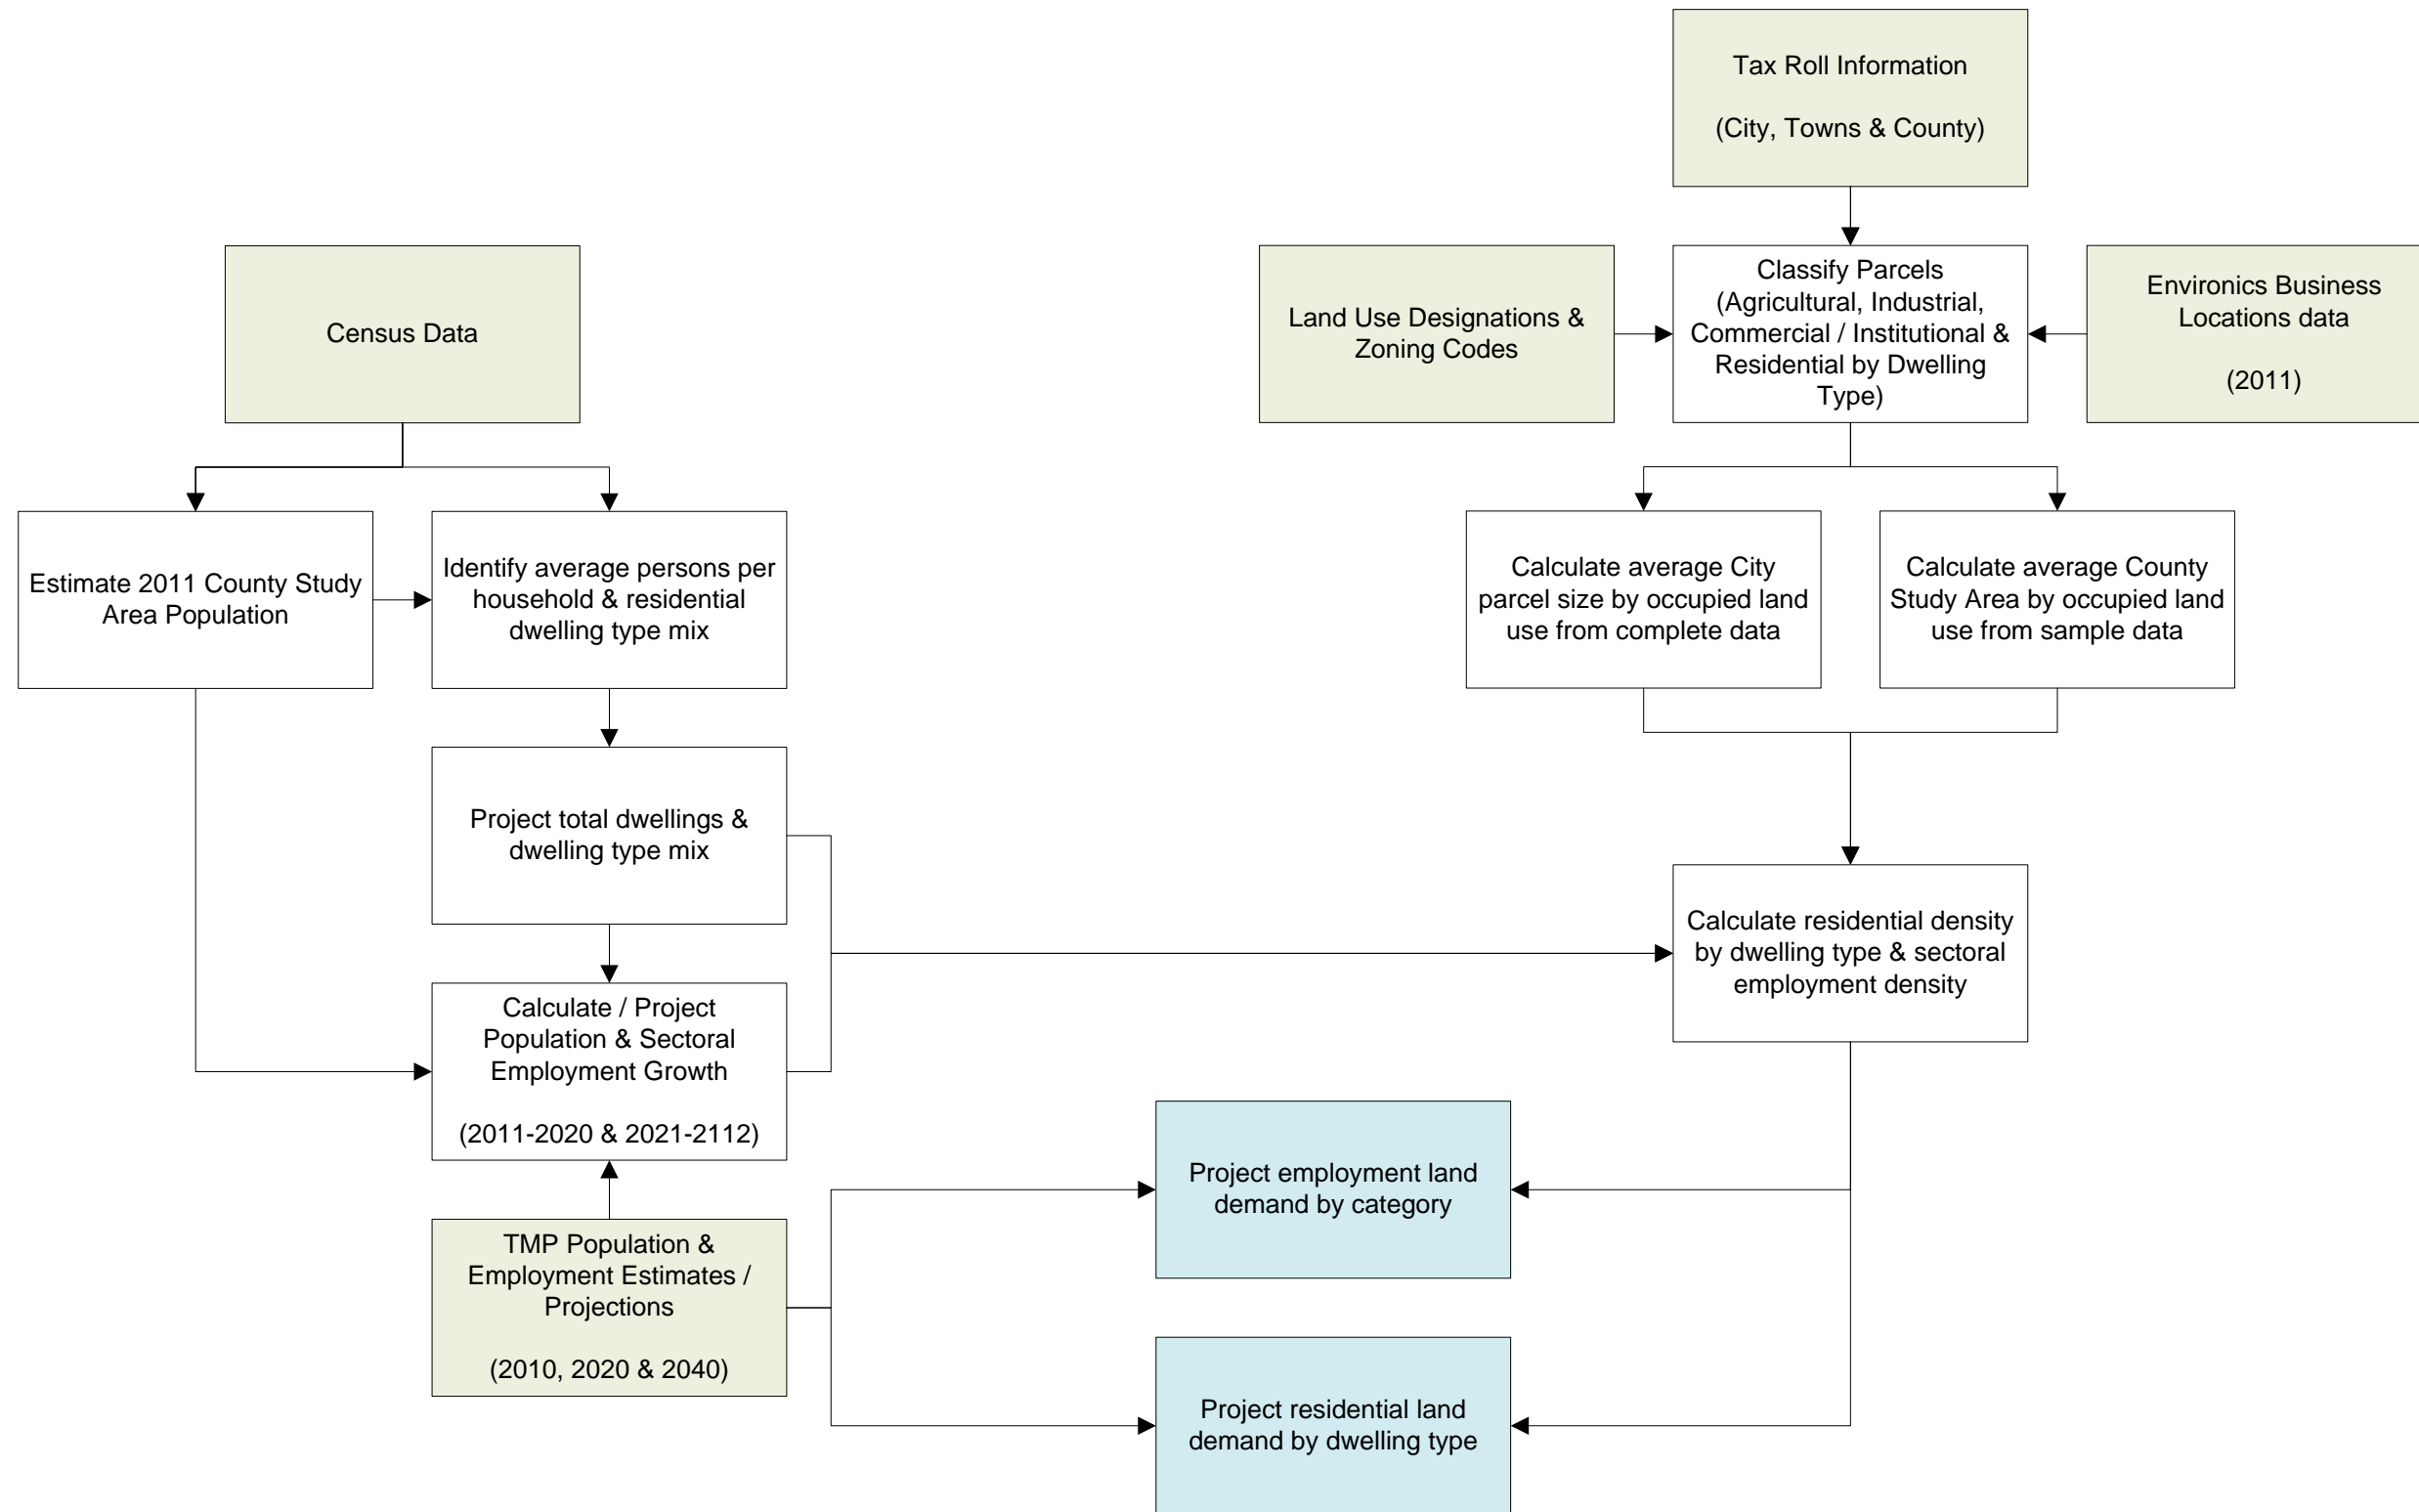 Tax Roll Information
(City, Towns & County)
Census Data
Land Use Designations &
Zoning Codes
Classify Parcels
(Agricultural, Industrial,
Commercial / Institutional &
Residential by Dwelling
Type)
Environics Business
Locations data
(2011)
Estimate 2011 County Study
Area Population
Identify average persons per
household & residential
dwelling type mix
Calculate average City
parcel size by occupied land
use from complete data
Calculate average County
Study Area by occupied land
use from sample data
Project total dwellings &
dwelling type mix
Calculate residential density
by dwelling type & sectoral
employment density
Calculate / Project
Population & Sectoral
Employment Growth
(2011-2020 & 2021-2112)
Project employment land
demand by category
TMP Population &
Employment Estimates /
Projections
(2010, 2020 & 2040)
Project residential land
demand by dwelling type